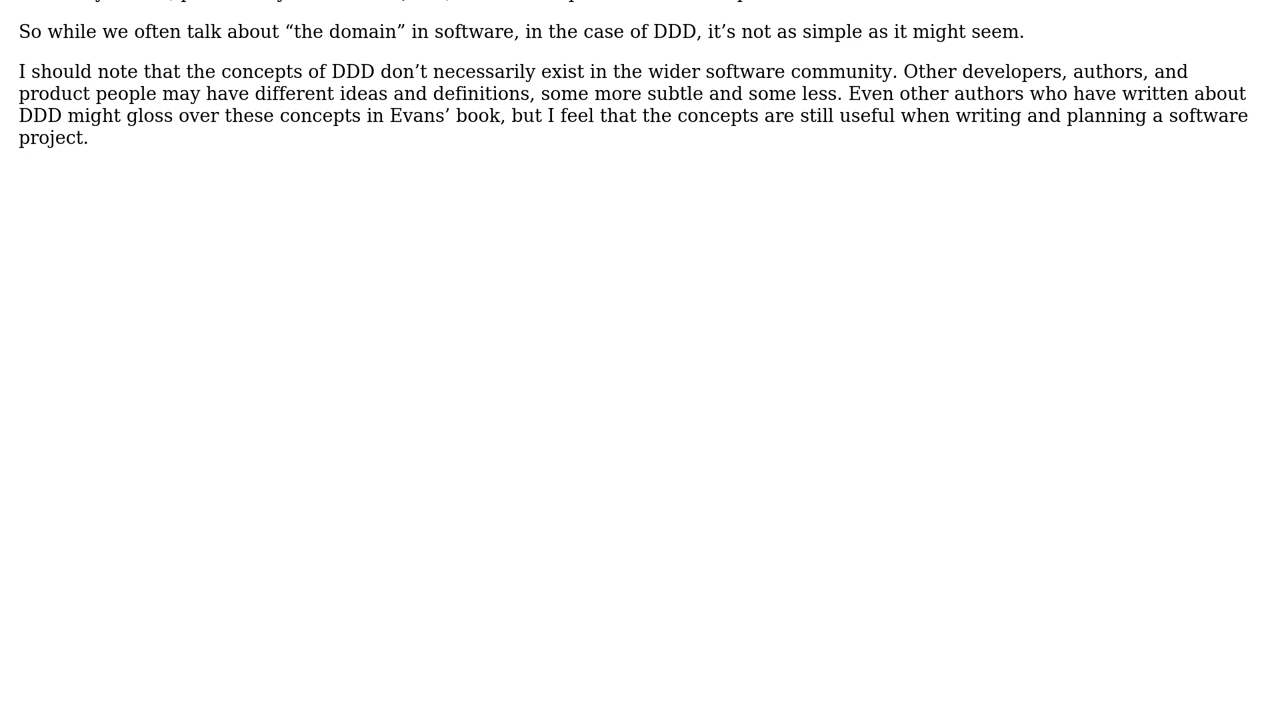 So while we often talk about “the domain” in software, in the case of DDD, it’s not as simple as it might seem.
I should note that the concepts of DDD don’t necessarily exist in the wider software community. Other developers, authors, and
product people may have different ideas and definitions, some more subtle and some less. Even other authors who have written about
DDD might gloss over these concepts in Evans’ book, but I feel that the concepts are still useful when writing and planning a software
project.